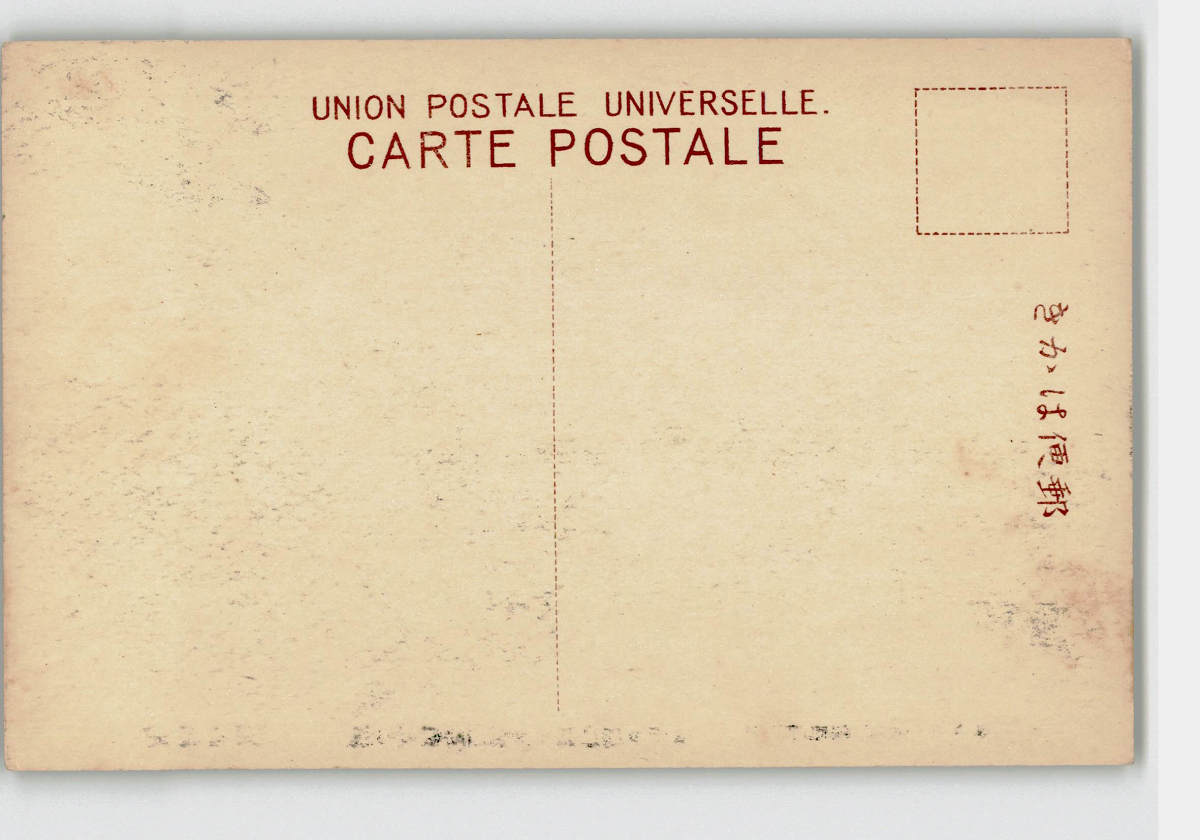 UNION POSTALE UNIVERSELLE.
CARTE POSTALE
郵便はかき